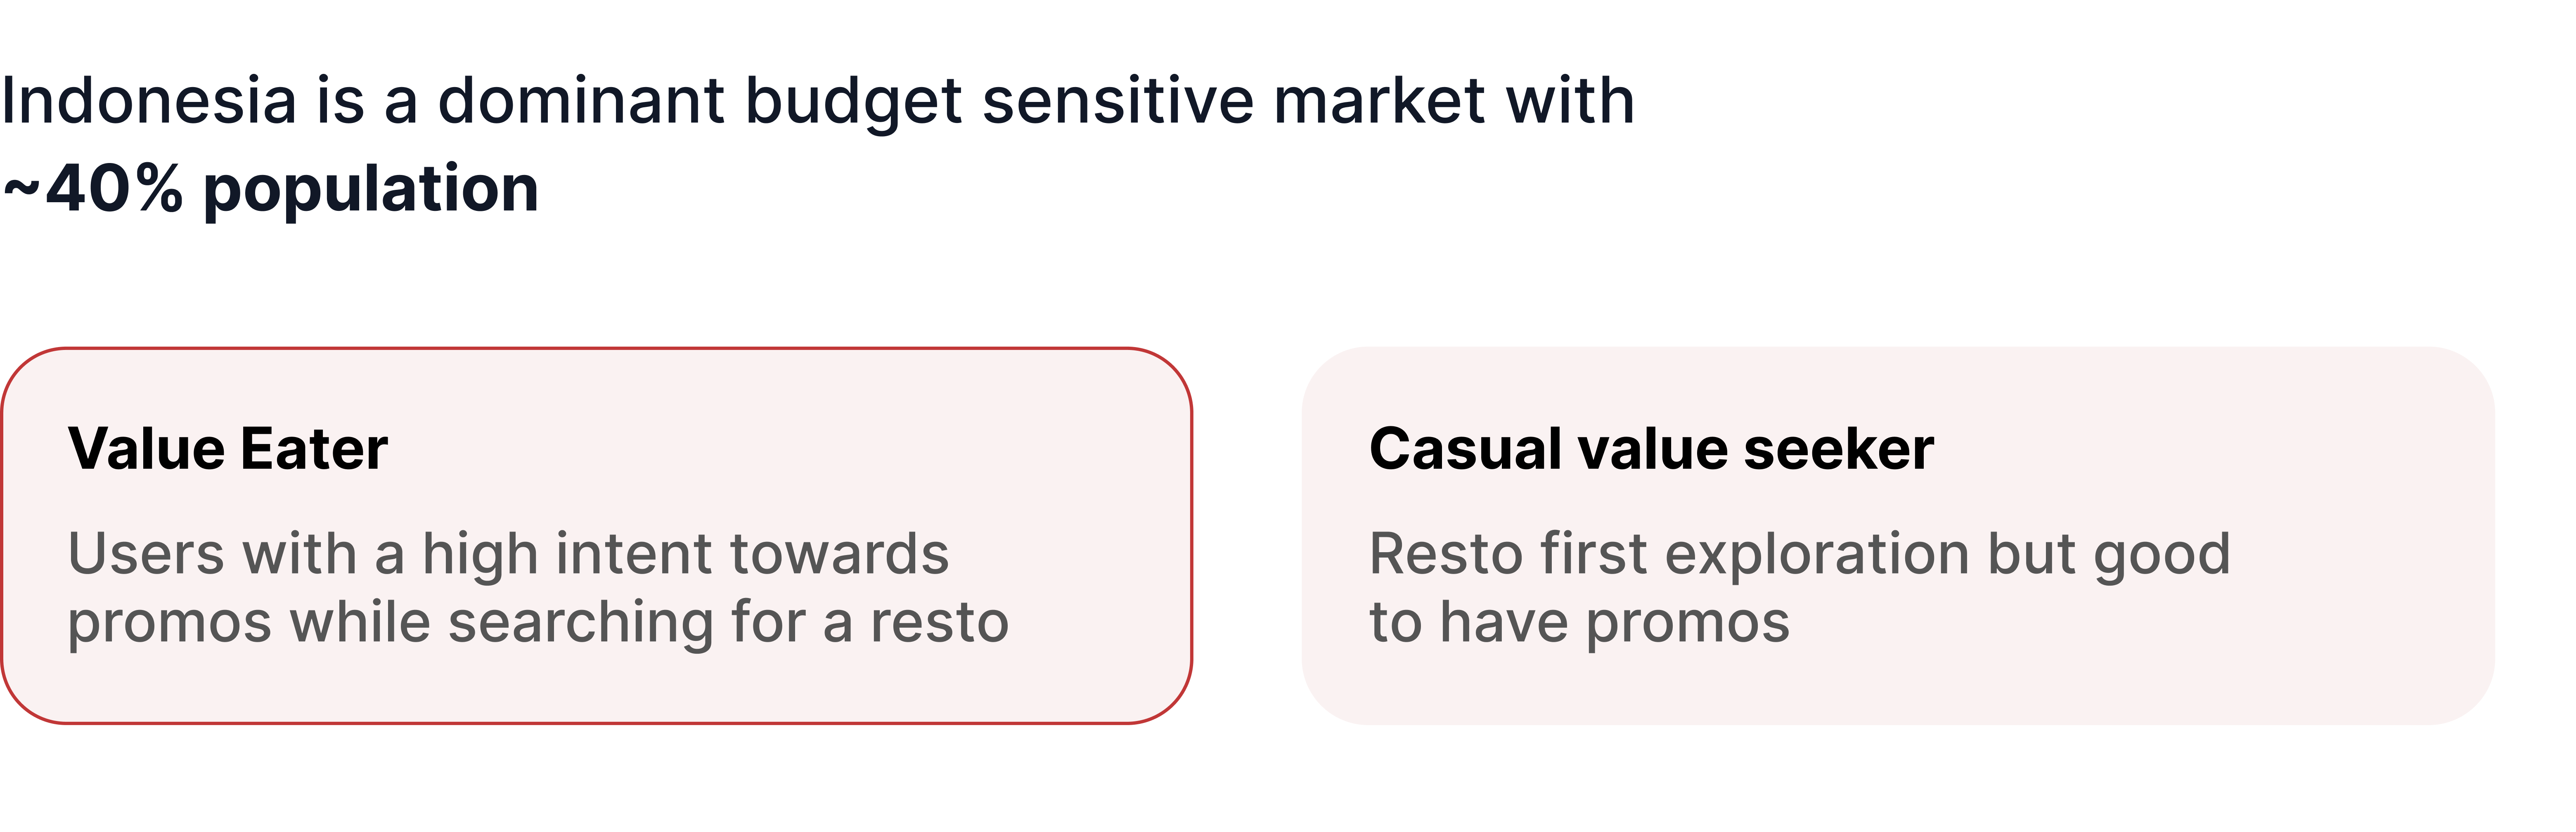 Indonesia is a dominant budget sensitive market with
~40% population
Value Eater
Users with a high intent towards
promos while searching for a resto
Casual value seeker
Resto first exploration but good
to have promos